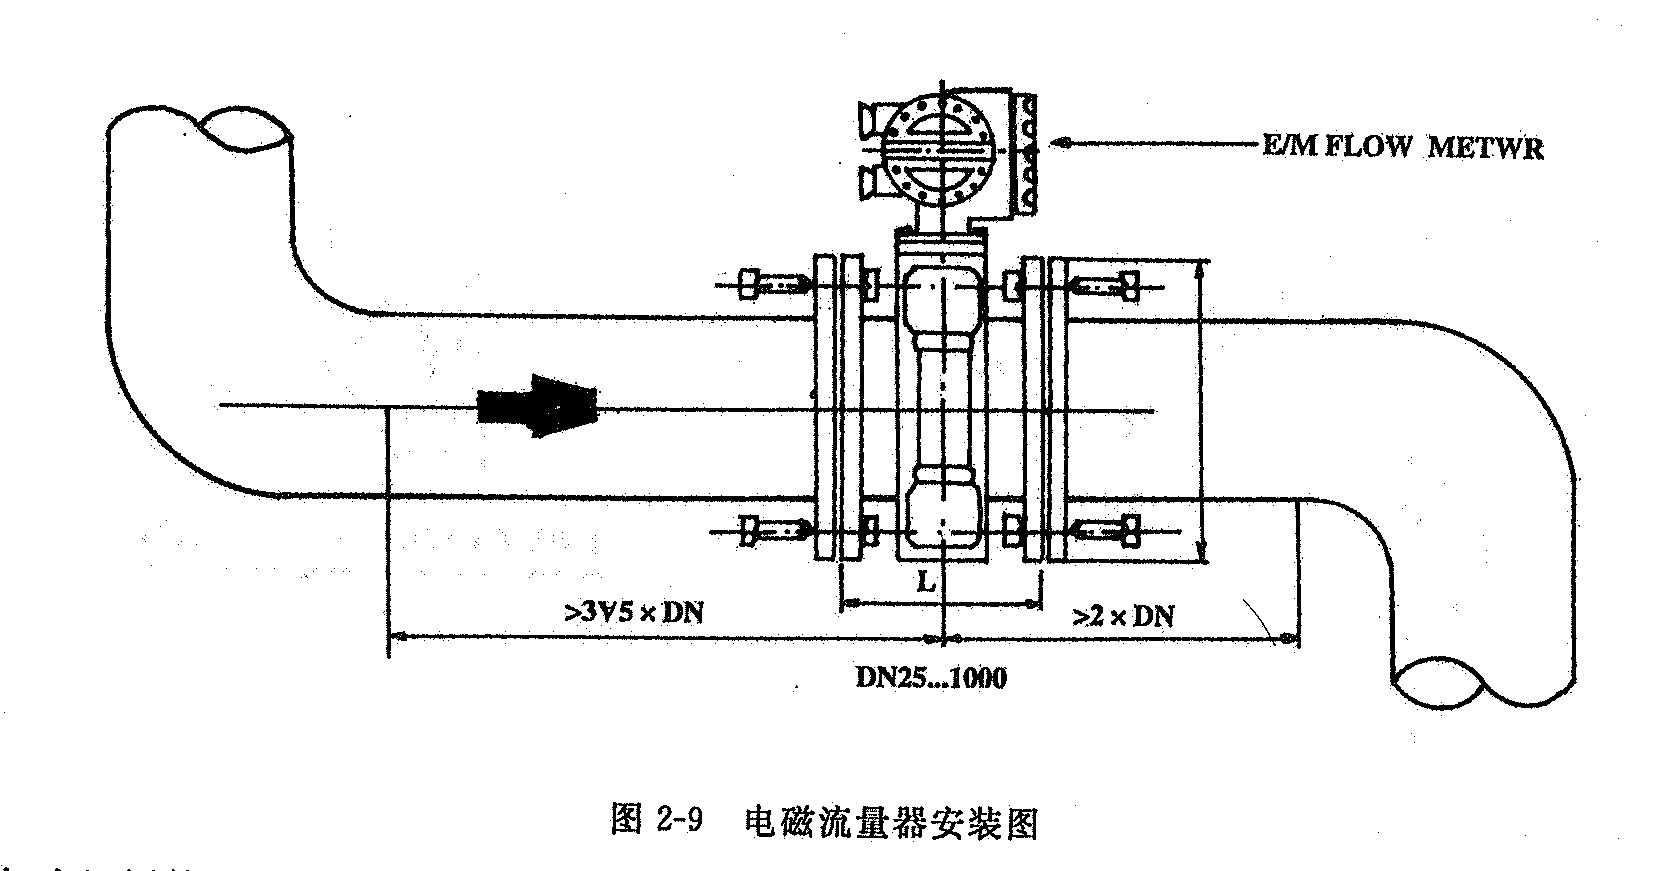 E/M FLOW METWR
L
>3∀5 × DN
>2 × DN
DN25...1000
图 2-9 电磁流量器安装图